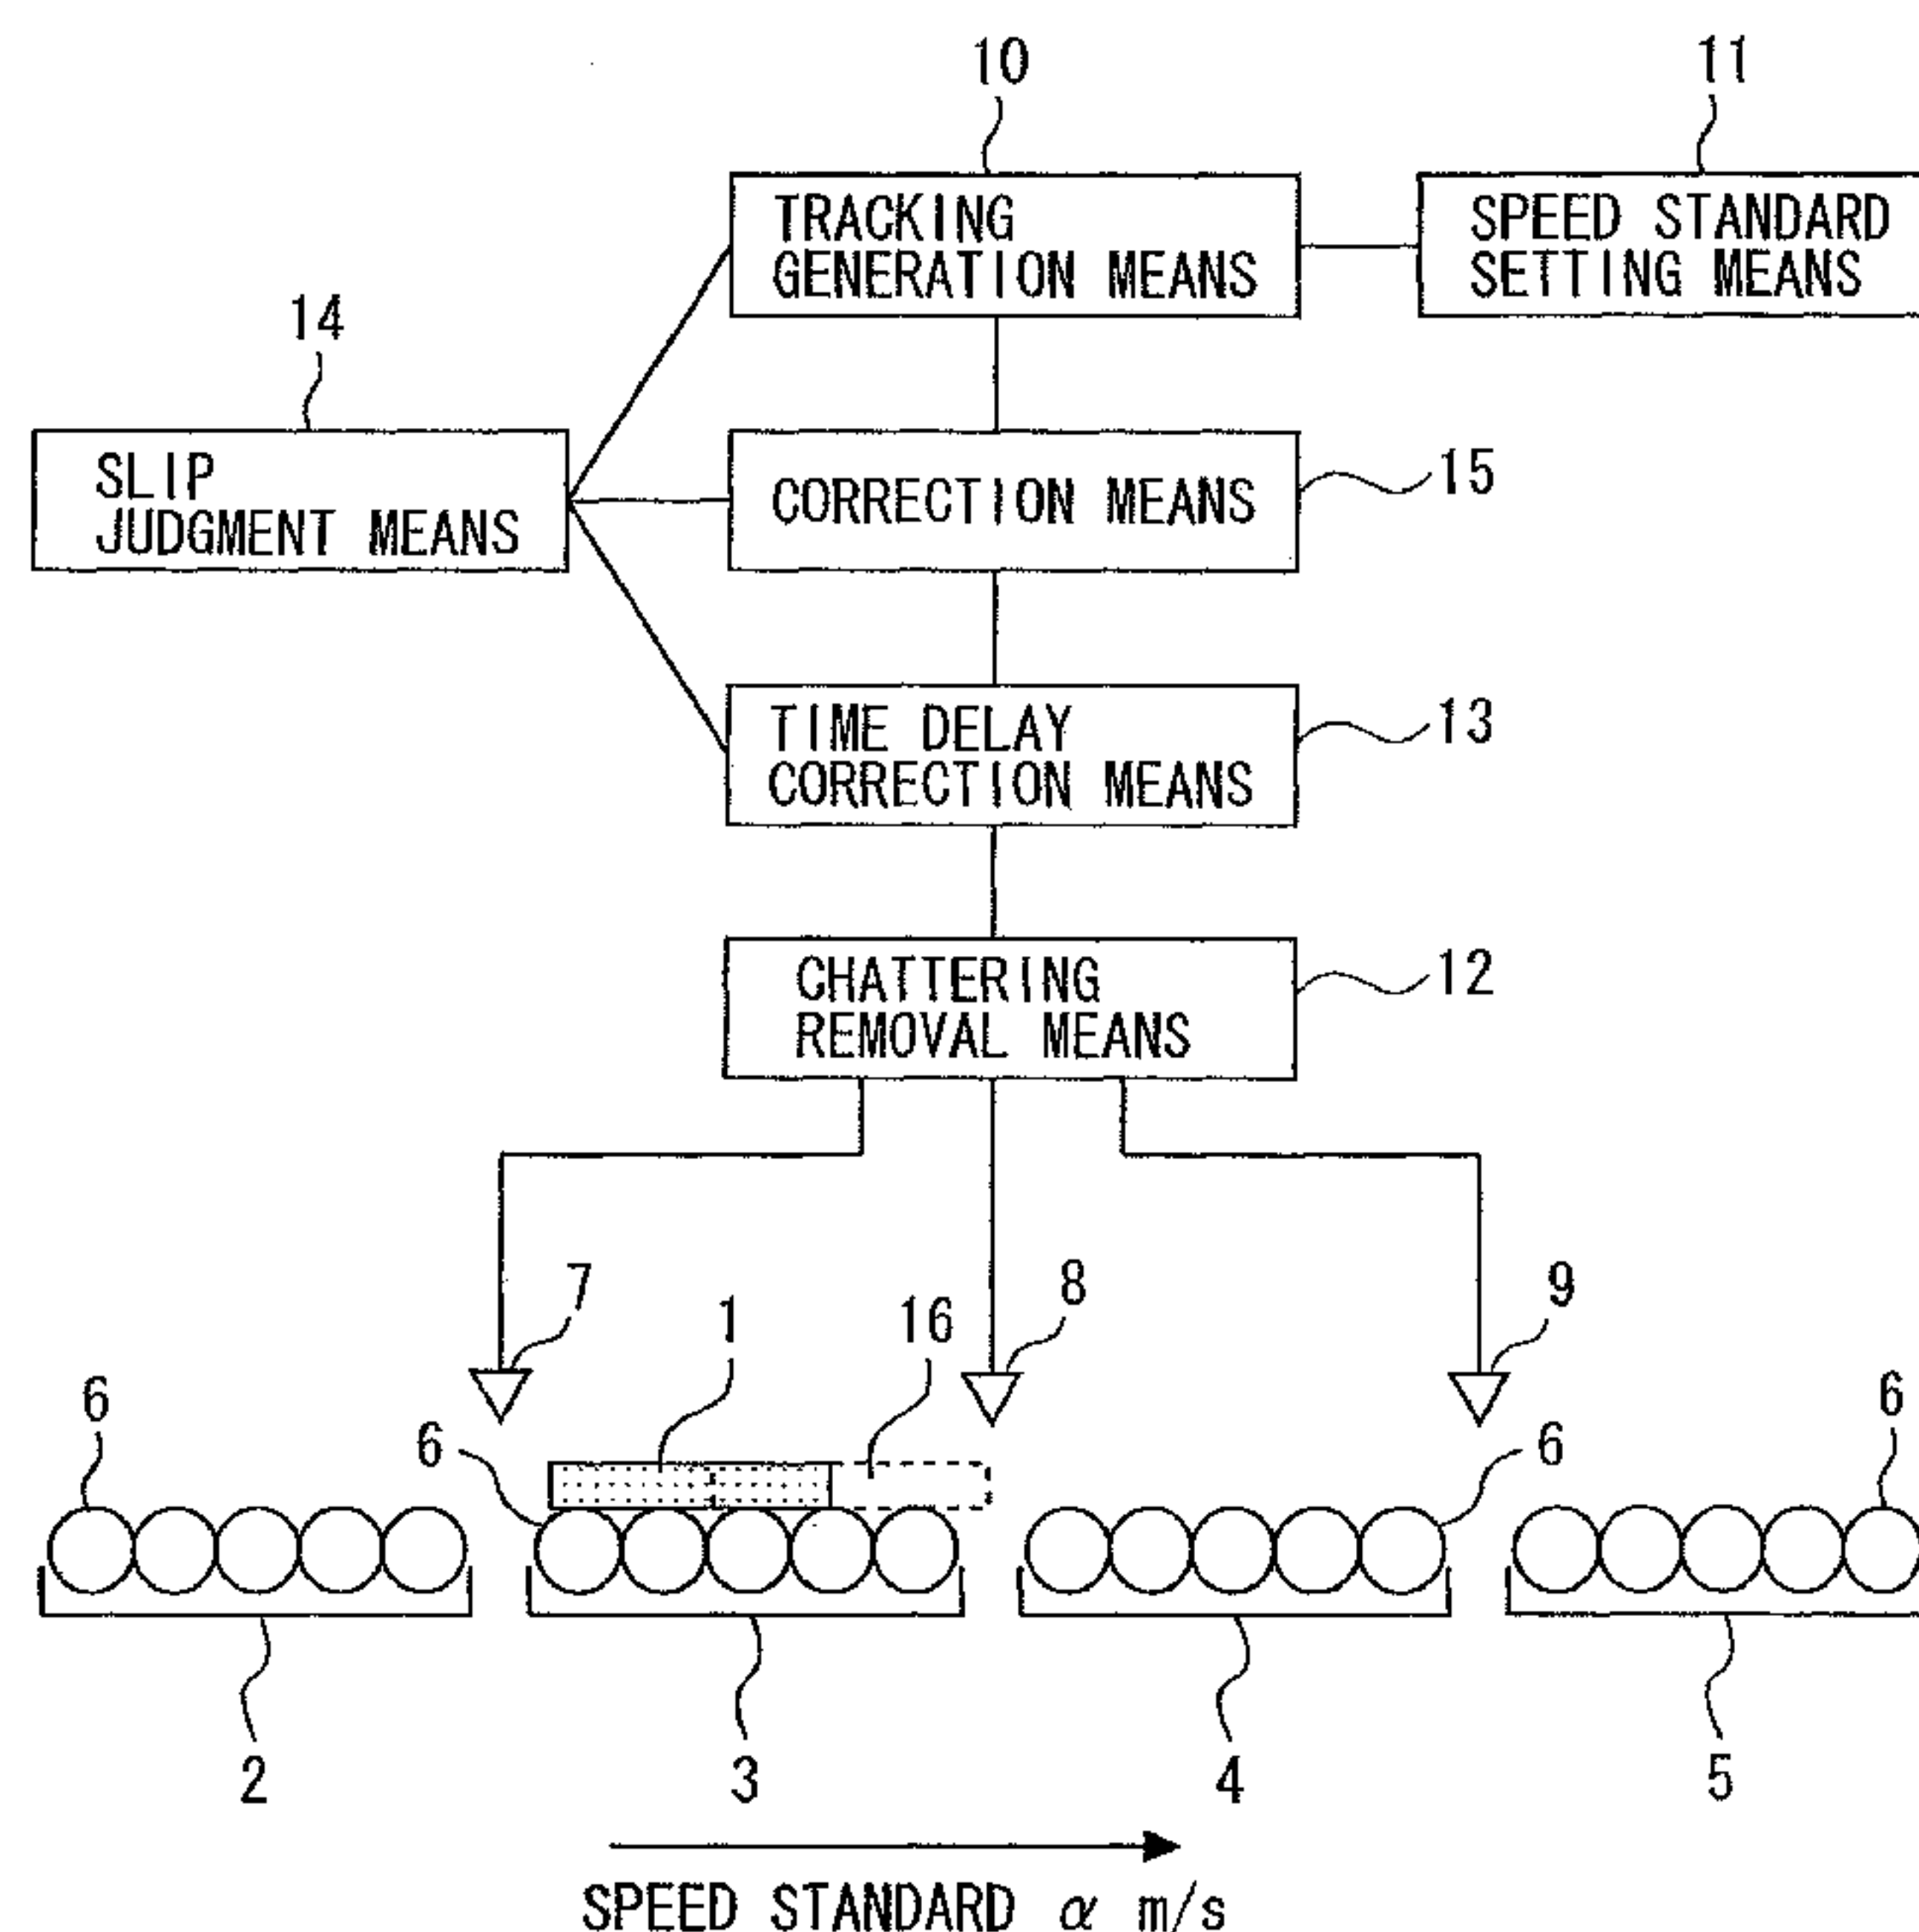 10
11
TRACKING
GENERATION MEANS
SPEED STANDARD
SETTING MEANS
14
SLIP
JUDGMENT MEANS
CORRECTION MEANS
15
TIME DELAY
CORRECTION MEANS
13
CHATTERING
REMOVAL MEANS
12
7
1
16
8
9
6
6
6
6
2
3
4
5
SPEED STANDARD α m/s